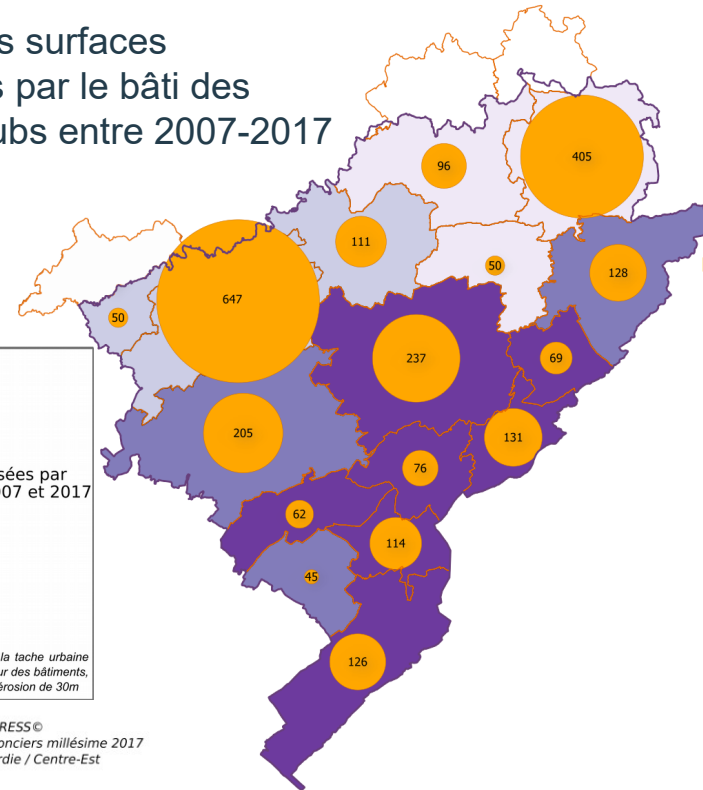 s surfaces
s par le bâti des
ubs entre 2007-2017
405
96
111
50
128
647
50
237
69
205
131
76
62
114
45
126
sées par
007 et 2017
la tache urbaine
ur des bâtiments,
érosion de 30m
RESS©
onciers millésime 2017
rdie / Centre-Est